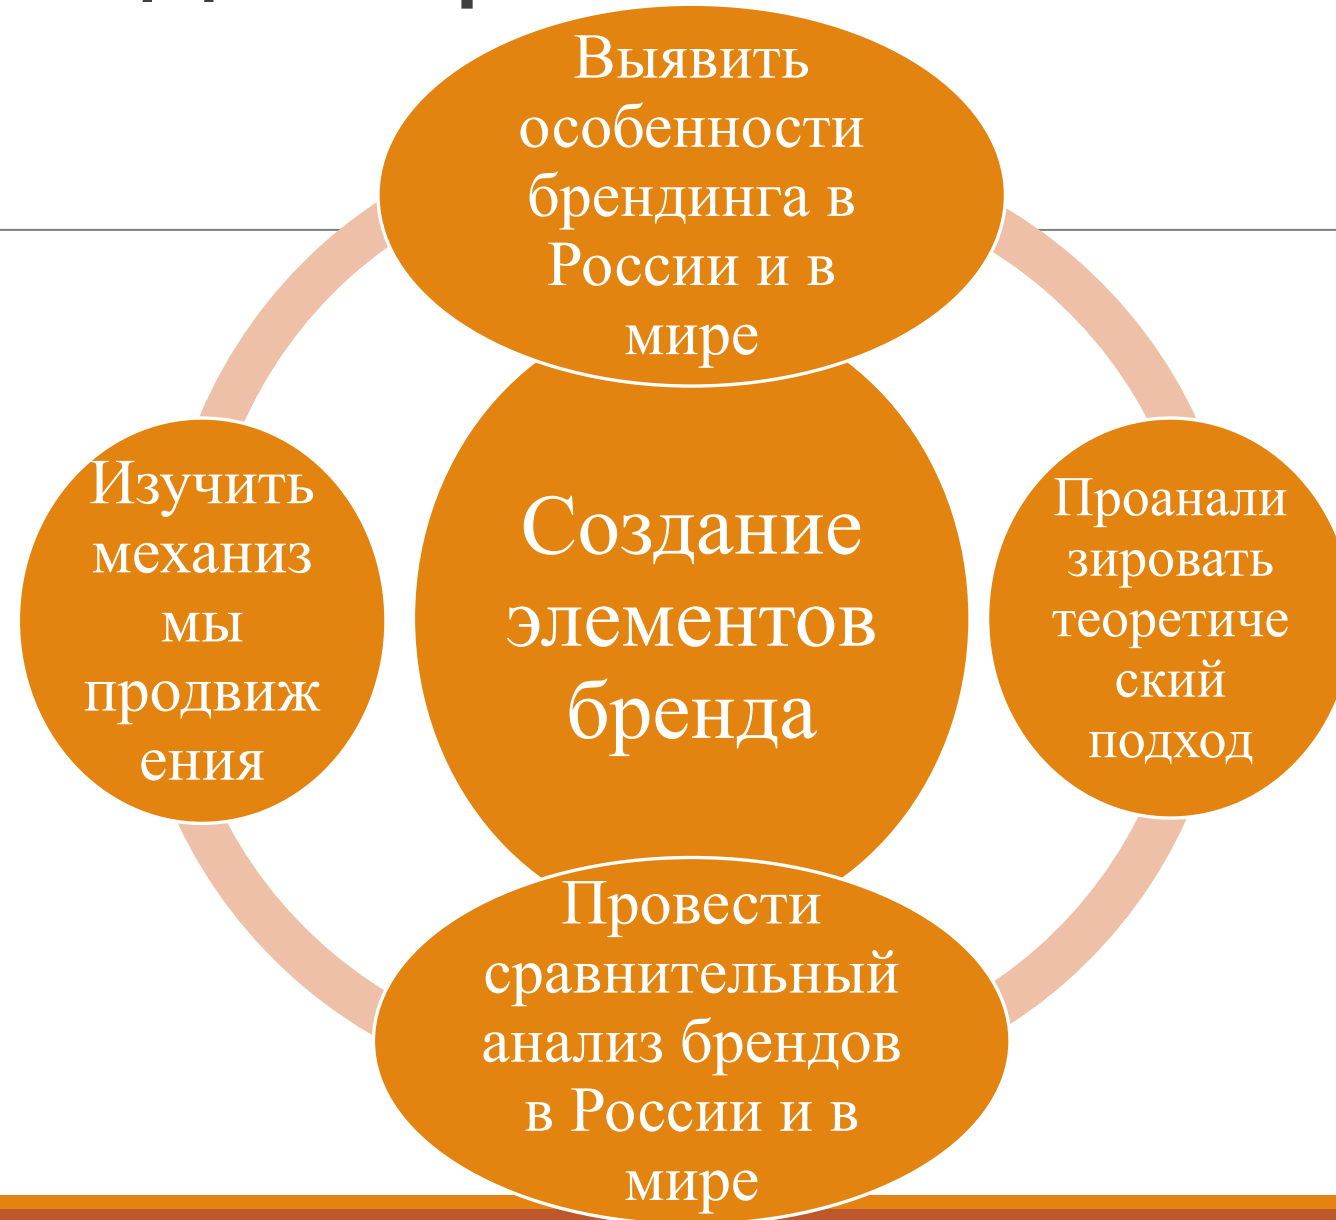 Выявить
особенности
брендинга в
России и в
мире
Изучить
механиз
мы
продвиж
ения
Создание
элементов
бренда
Проанали
зировать
теоретиче
ский
подход
Провести
сравнительный
анализ брендов
в России и в
мире